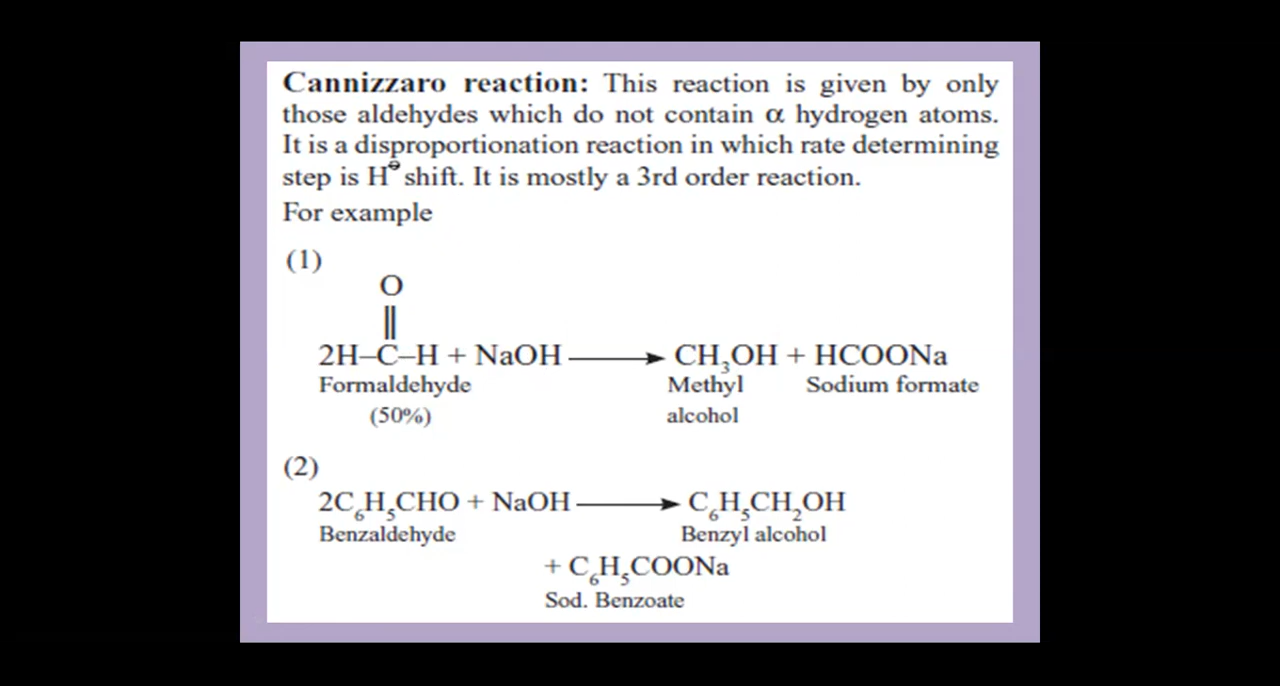 Cannizzaro reaction: This reaction is given by only
those aldehydes which do not contain α hydrogen atoms.
It is a disproportionation reaction in which rate determining
step is H⊖ shift. It is mostly a 3rd order reaction.
For example
(1)
O
||
2H–C–H + NaOH ⟶ CH₃OH + HCOONa
Formaldehyde Methyl Sodium formate
(50%) alcohol
(2)
2C₆H₅CHO + NaOH ⟶ C₆H₅CH₂OH
Benzaldehyde Benzyl alcohol
+ C₆H₅COONa
Sod. Benzoate